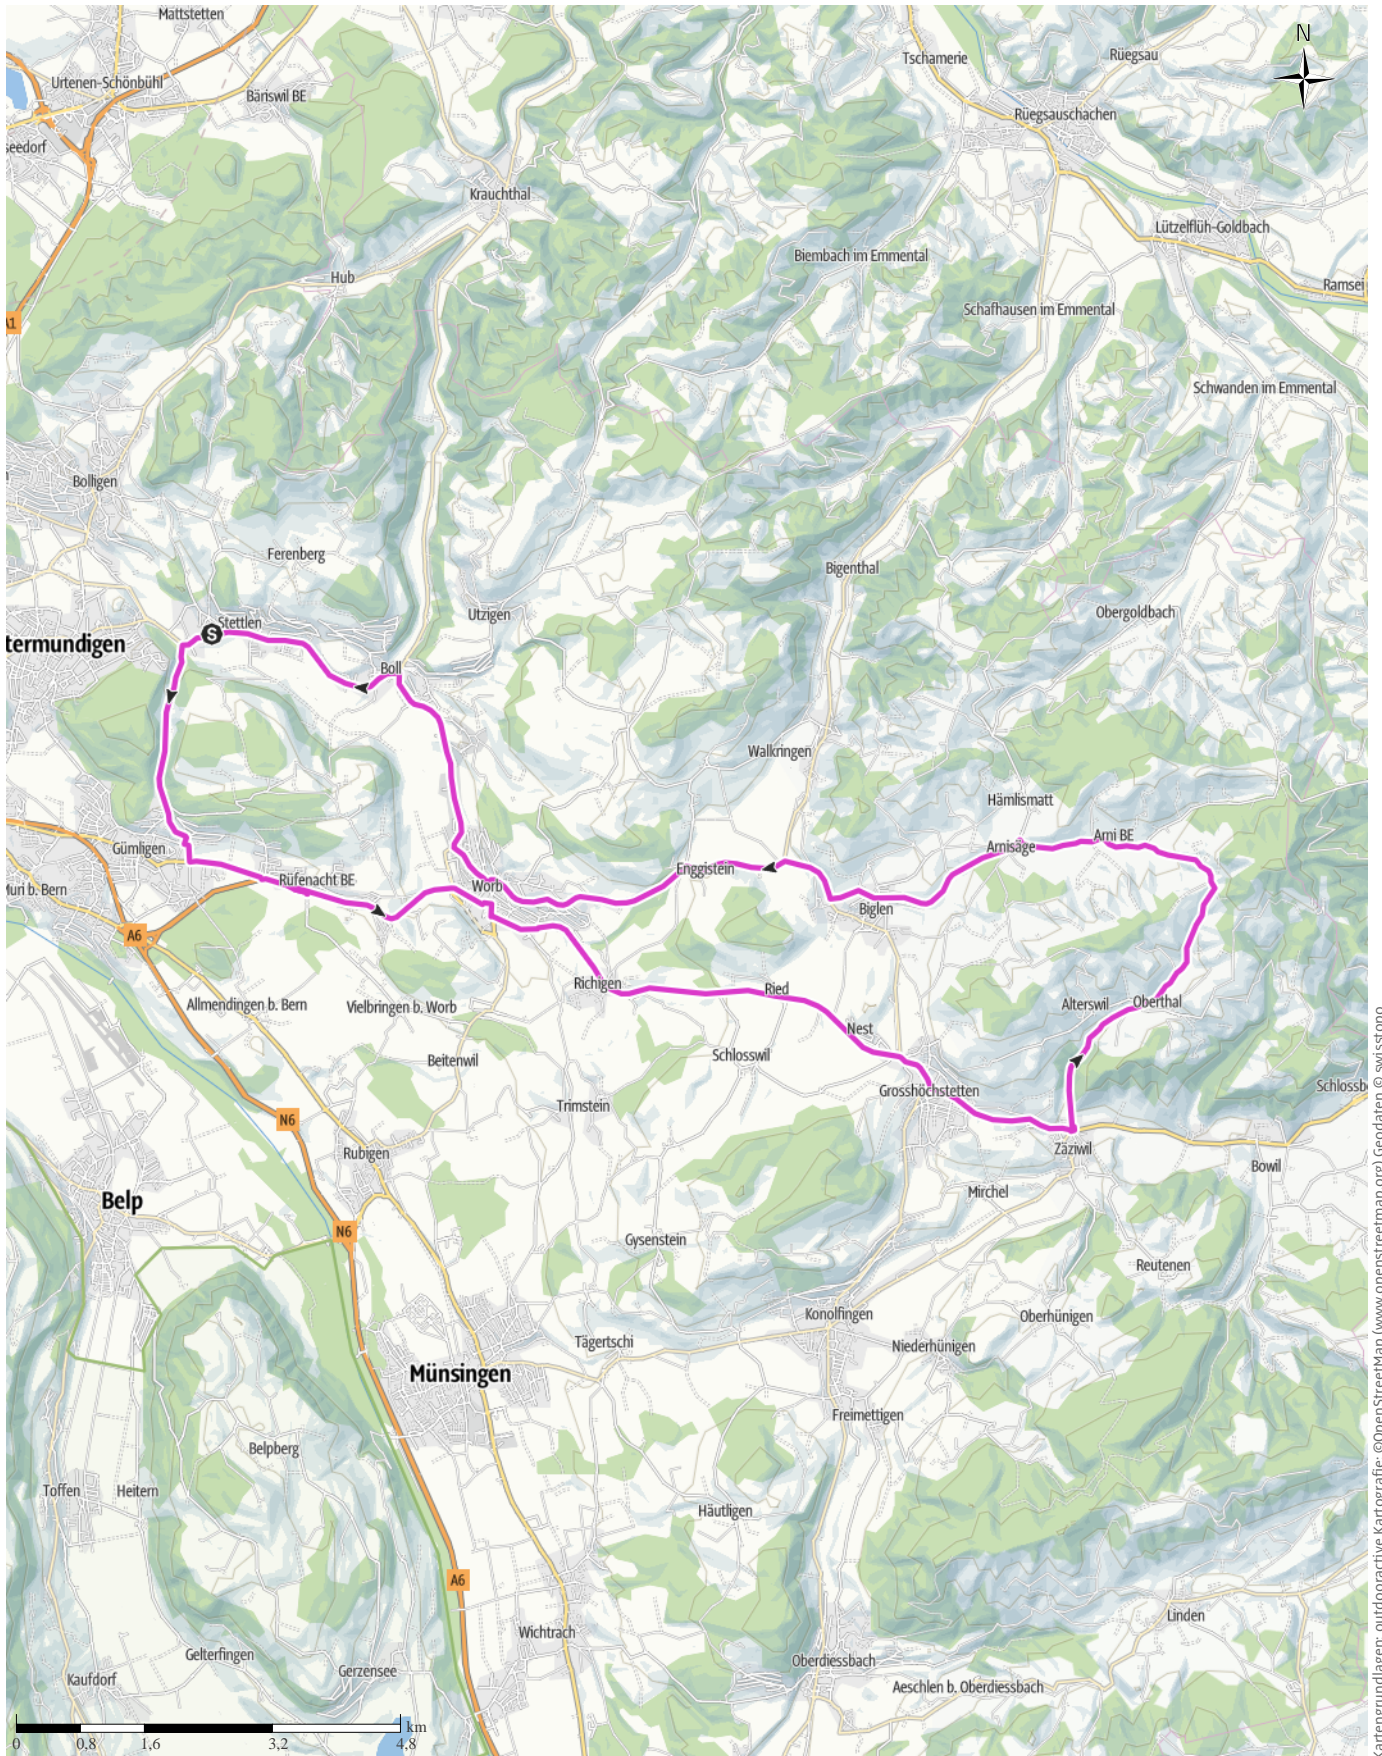 Mattstetten
N
Tschamerie
Rüegsau
Urtenen-Schönbühl
Bäriswil BE
Rüegsauschachen
seedorf
Krauchthal
Lützelflüh-Goldbach
Biembach im Emmental
Hub
Ramsei
Schafhausen im Emmental
A1
Schwanden im Emmental
Bolligen
Ferenberg
Bigenthal
Utzigen
Obergoldbach
Stettlen
S
termundigen
Boll
Walkringen
Hämlismatt
Arni BE
Gümligen
Arnisäge
Enggistein
Rüfenacht BE
Muri b. Bern
Worb
Biglen
A6
Richigen
Ried
Allmendingen b. Bern
Vielbringen b. Worb
Alterswil
Oberthal
Nest
Beitenwil
Schlosswil
Schlossb
Grosshöchstetten
Trimstein
N6
Rubigen
Zäziwil
Bowil
Belp
Mirchel
N6
Gysenstein
Reutenen
Konolfingen
Oberhünigen
Tägertschi
Niederhünigen
Münsingen
Freimettigen
Belpberg
Toffen
Heitern
Häutligen
A6
Linden
Wichtrach
Gelterfingen
Gerzensee
Oberdiessbach
Kaufdorf
Aeschlen b. Oberdiessbach
km
0 0,8 1,6 3,2 4,8
artengrundlagen: outdooractive Kartografie; ©OpenStreetMap (www.openstreetmap.org) Geodaten © swisstopo